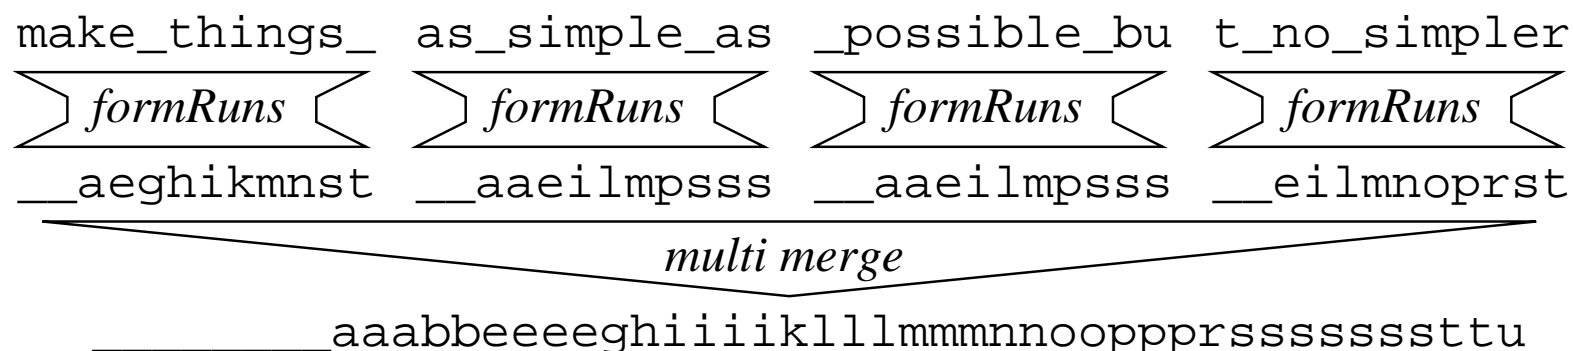 make_things_ as_simple_as _possible_bu t_no_simpler
formRuns formRuns formRuns formRuns
__aeghikmnst __aaeilmpsss __aaeilmpsss __eilmnoprst
multi merge
________aaabbeeeeghiiiiklllmmmnnooppprsssssssttu